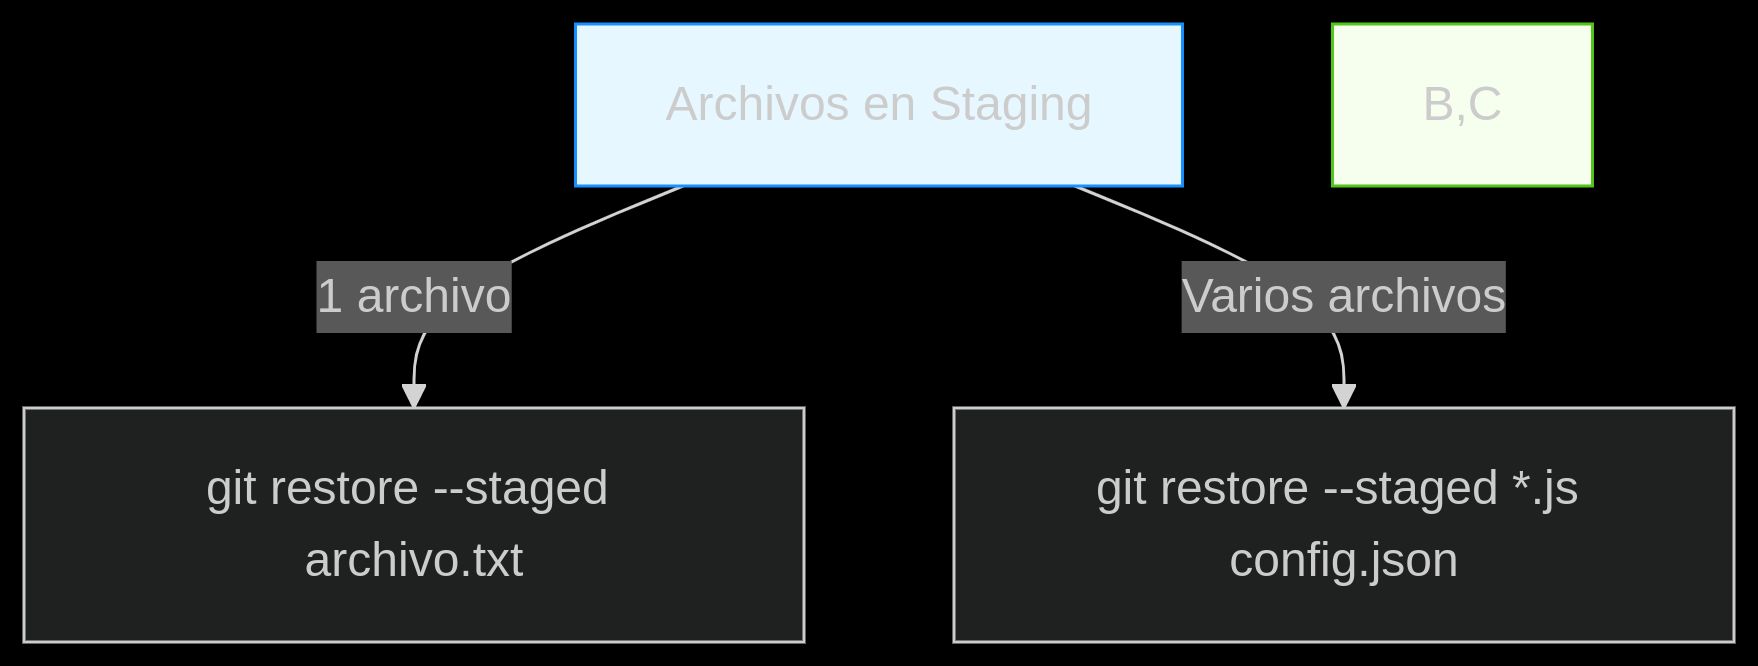 Archivos en Staging
B,C
1 archivo
Varios archivos
git restore --staged
archivo.txt
git restore --staged *.js
config.json